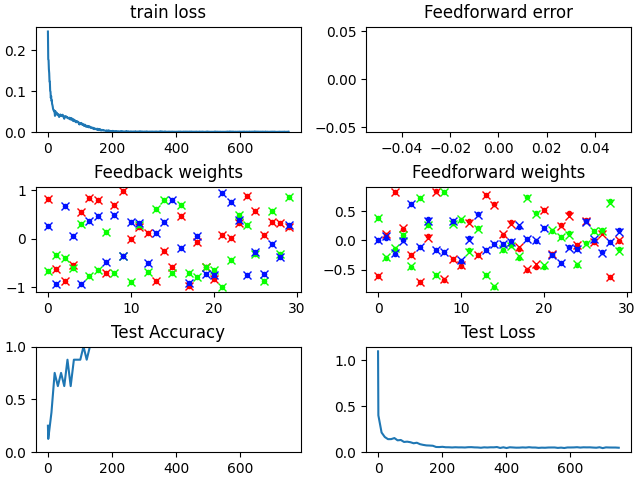 train loss
Feedforward error
0.2
0.1
0.0
0 200 400 600
0.05
0.00
−0.05
−0.04 −0.02 0.00 0.02 0.04
Feedback weights
Feedforward weights
1
0
−1
0 10 20 30
0.5
0.0
−0.5
0 10 20 30
Test Accuracy
Test Loss
1.0
0.5
0.0
0 200 400 600
1.0
0.5
0.0
0 200 400 600